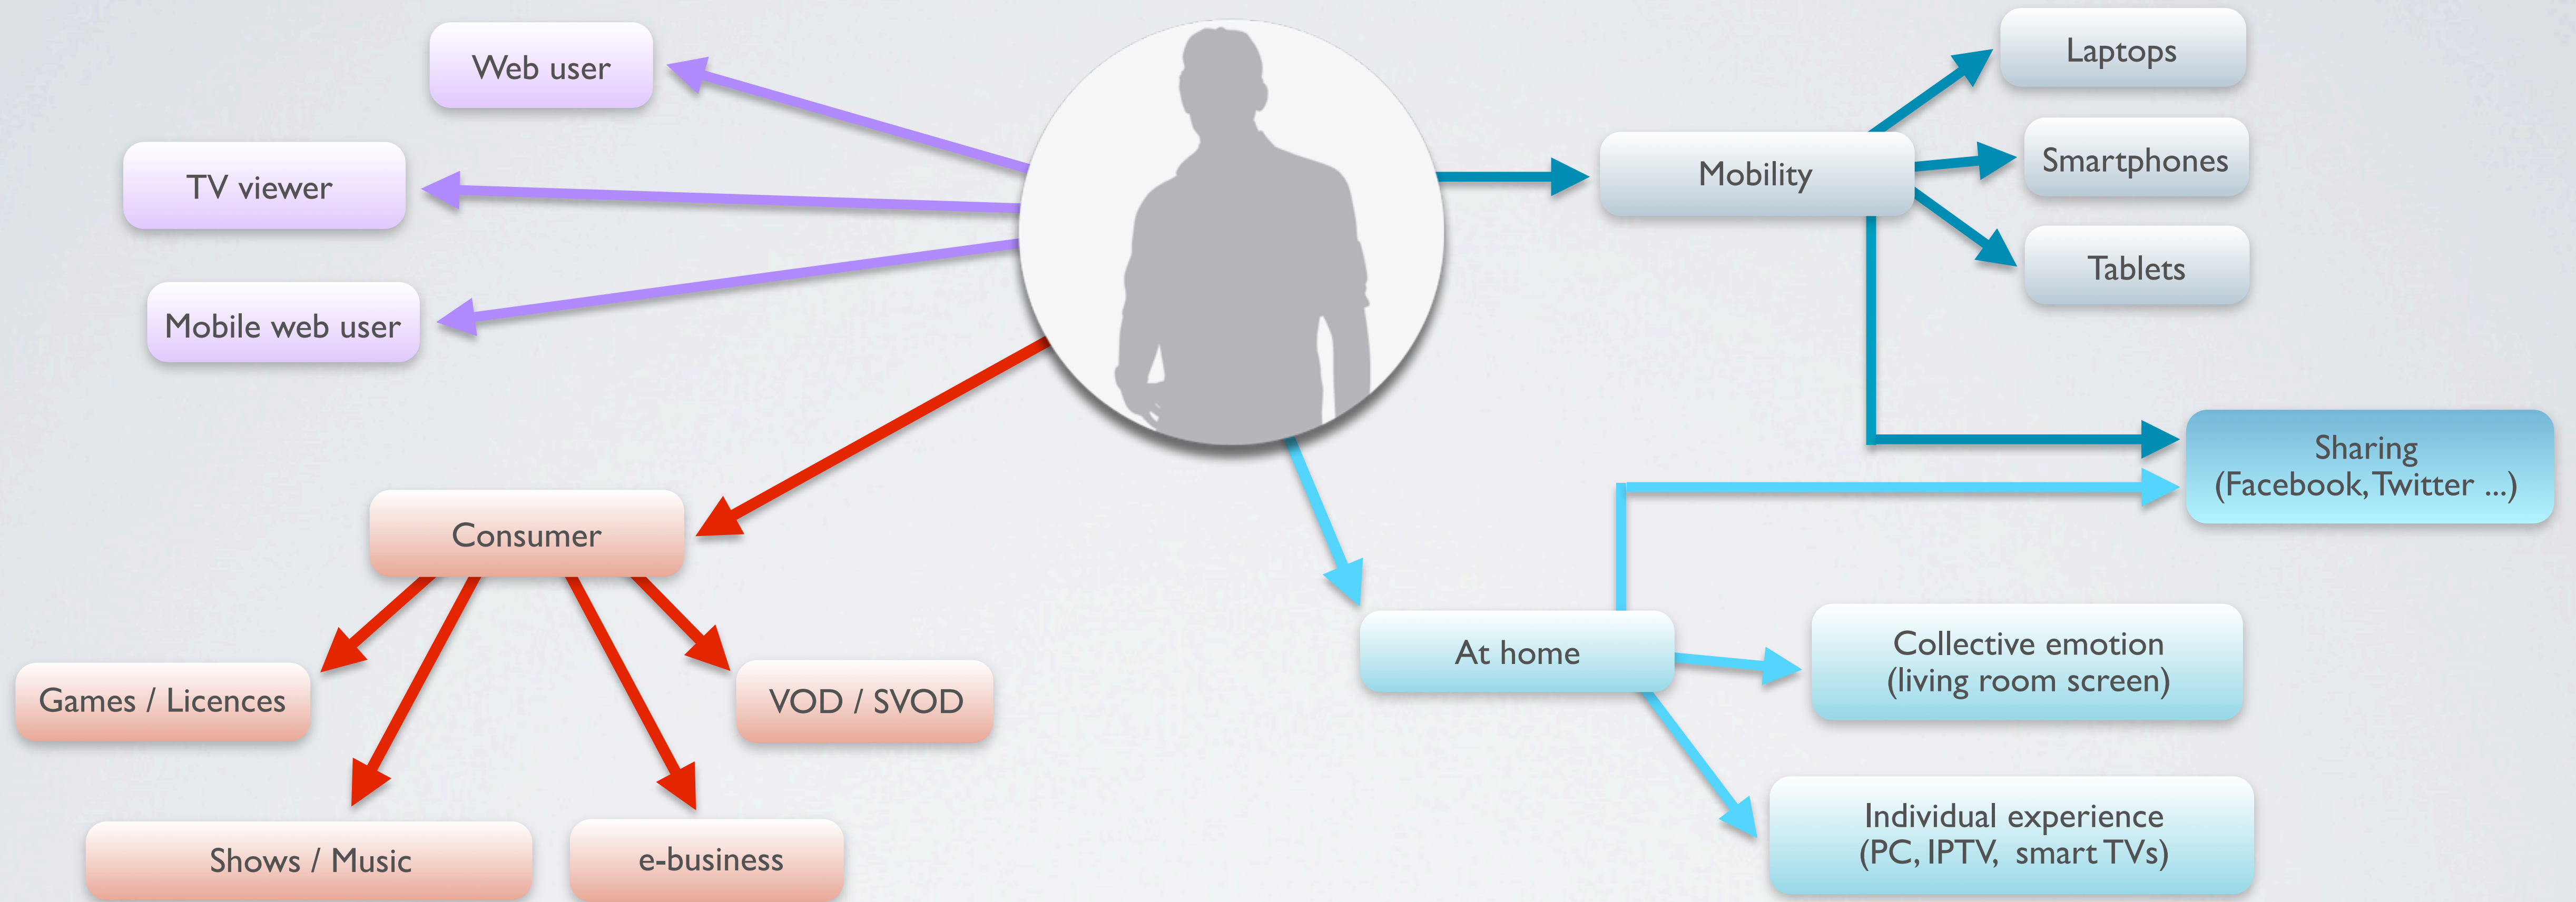 Web user
TV viewer
Mobile web user
Consumer
Games / Licences
VOD / SVOD
Shows / Music
e-business
Mobility
Laptops
Smartphones
Tablets
Sharing
(Facebook, Twitter ...)
At home
Collective emotion
(living room screen)
Individual experience
(PC, IPTV, smart TVs)